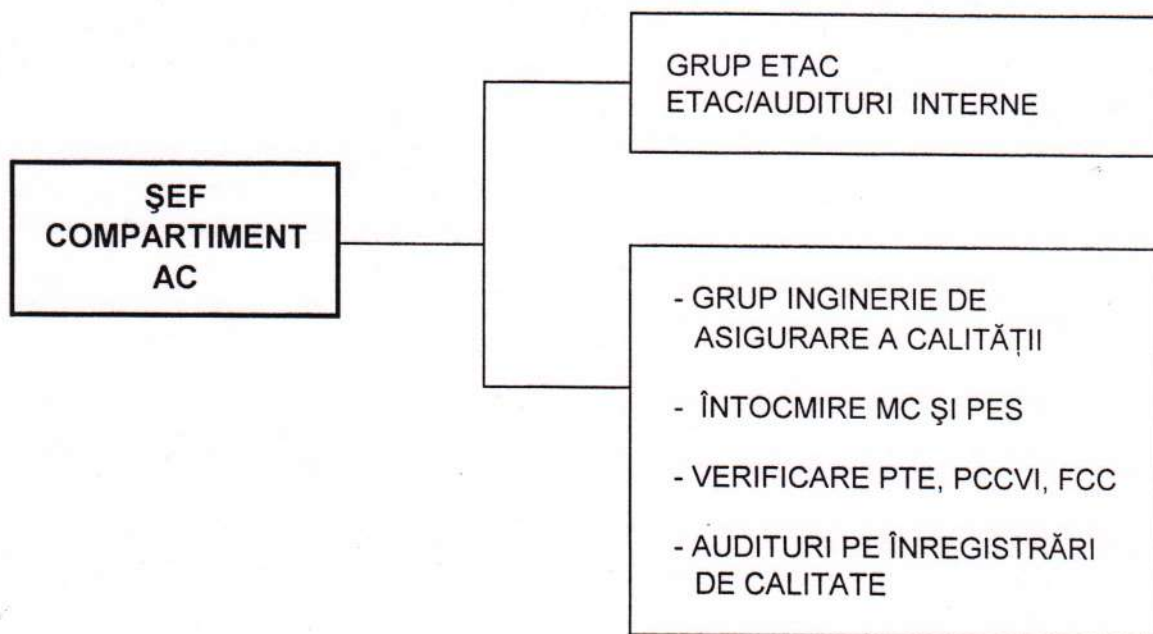 GRUP ETAC
ETAC/AUDITURI INTERNE
ŞEF
COMPARTIMENT
AC
- GRUP INGINERIE DE
ASIGURARE A CALITĂŢII
- ÎNTOCMIRE MC ŞI PES
- VERIFICARE PTE, PCCVI, FCC
- AUDITURI PE ÎNREGISTRĂRI
DE CALITATE